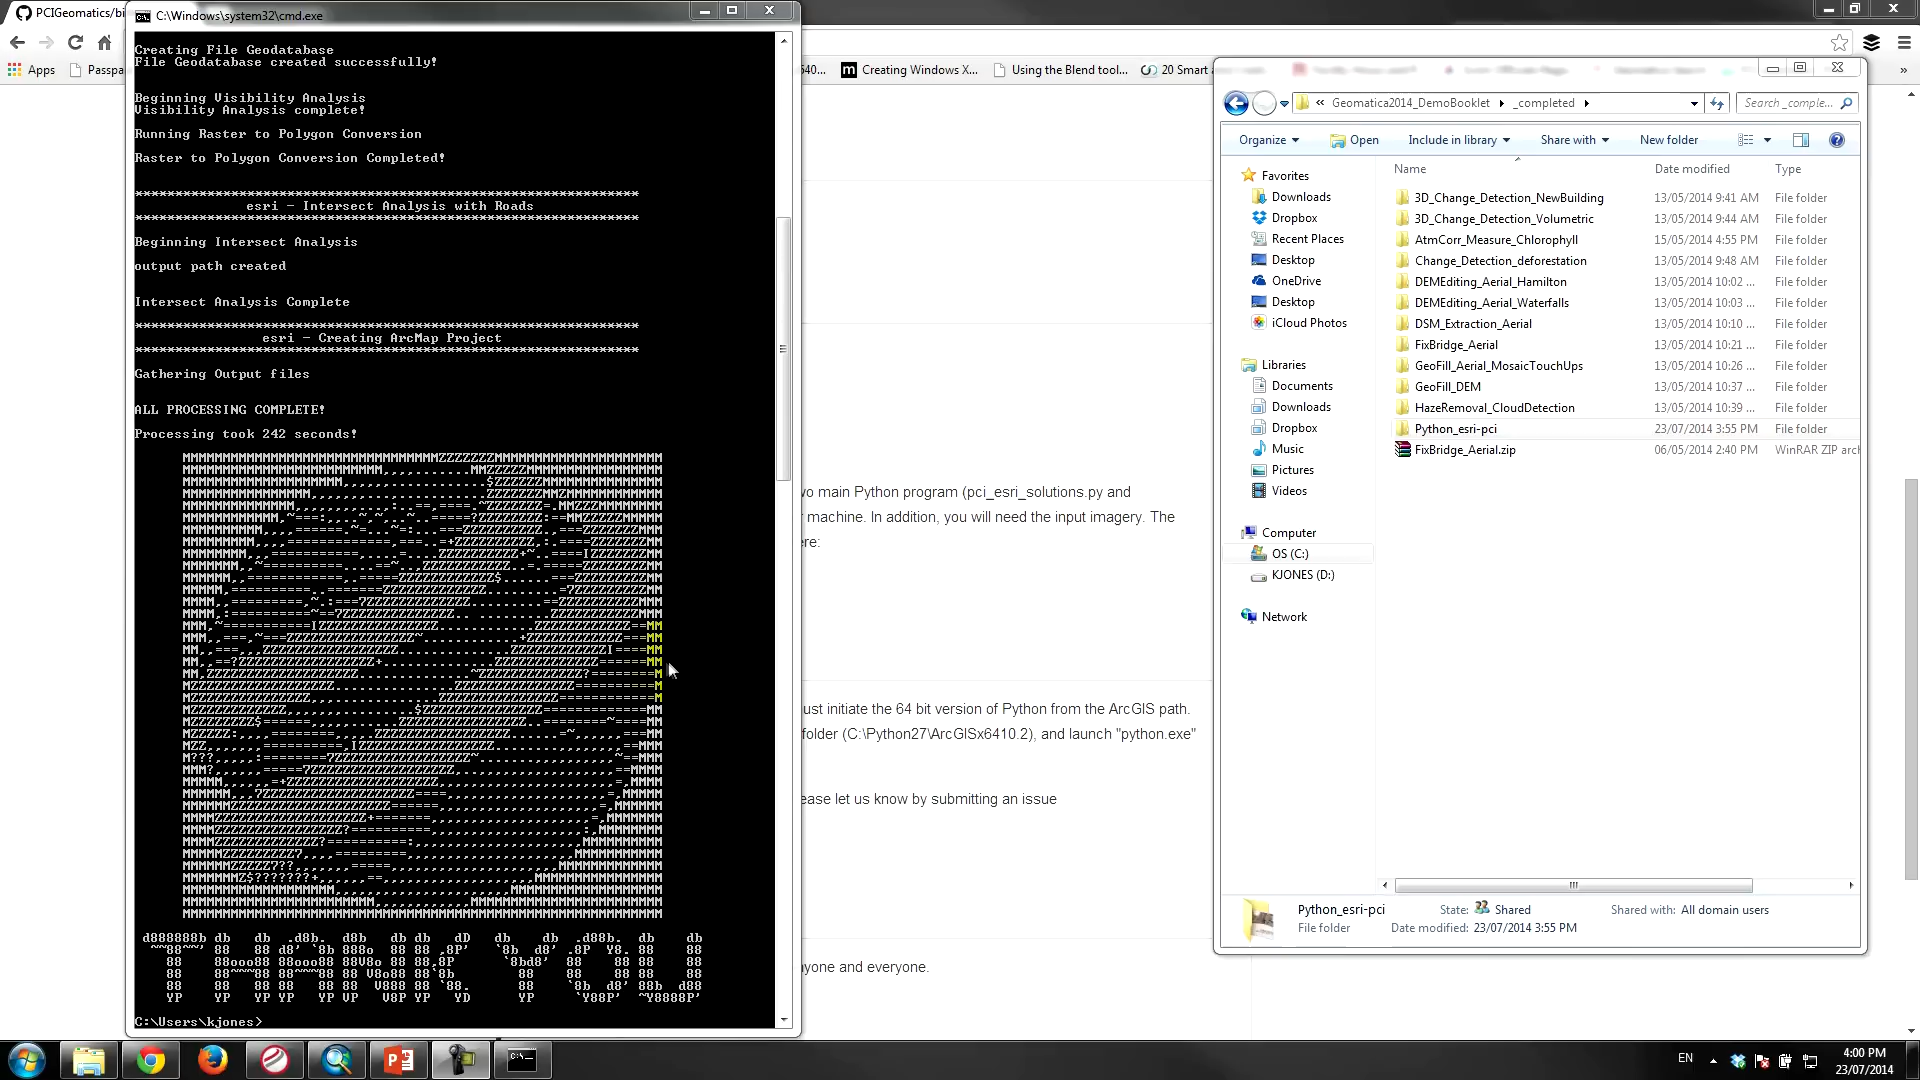 PCIGeomatics/bi
C:\Windows\system32\cmd.exe
Apps
Passpa
540...
Creating Windows X...
Using the Blend tool...
20 Smart
Creating File Geodatabase
File Geodatabase created successfully!
Beginning Visibility Analysis
Visibility Analysis complete!
Running Raster to Polygon Conversion
Raster to Polygon Conversion Completed!
esri - Intersect Analysis with Roads
Beginning Intersect Analysis
output path created
Intersect Analysis Complete
esri - Creating ArcMap Project
Gathering Output files
ALL PROCESSING COMPLETE!
Processing took 242 seconds!
THANK YOU
C:\Users\kjones>
wo main Python program (pci_esri_solutions.py and
machine. In addition, you will need the input imagery. The
ere:
ust initiate the 64 bit version of Python from the ArcGIS path.
folder (C:\Python27\ArcGISx6410.2), and launch "python.exe"
ease let us know by submitting an issue
nyone and everyone.
« Geomatica2014_DemoBooklet ▸ _completed ▸
Search _comple...
Organize
Open
Include in library
Share with
New folder
Name Date modified Type
Favorites
Downloads
Dropbox
Recent Places
Desktop
OneDrive
Desktop
iCloud Photos
Libraries
Documents
Downloads
Dropbox
Music
Pictures
Videos
Computer
OS (C:)
KJONES (D:)
Network
3D_Change_Detection_NewBuilding 13/05/2014 9:41 AM File folder
3D_Change_Detection_Volumetric 13/05/2014 9:44 AM File folder
AtmCorr_Measure_Chlorophyll 15/05/2014 4:55 PM File folder
Change_Detection_deforestation 13/05/2014 9:48 AM File folder
DEMEditing_Aerial_Hamilton 13/05/2014 10:02 ... File folder
DEMEditing_Aerial_Waterfalls 13/05/2014 10:03 ... File folder
DSM_Extraction_Aerial 13/05/2014 10:10 ... File folder
FixBridge_Aerial 13/05/2014 10:21 ... File folder
GeoFill_Aerial_MosaicTouchUps 13/05/2014 10:26 ... File folder
GeoFill_DEM 13/05/2014 10:37 ... File folder
HazeRemoval_CloudDetection 13/05/2014 10:39 ... File folder
Python_esri-pci 23/07/2014 3:55 PM File folder
FixBridge_Aerial.zip 06/05/2014 2:40 PM WinRAR ZIP arch
Python_esri-pci State: Shared Shared with: All domain users
File folder Date modified: 23/07/2014 3:55 PM
EN
4:00 PM
23/07/2014